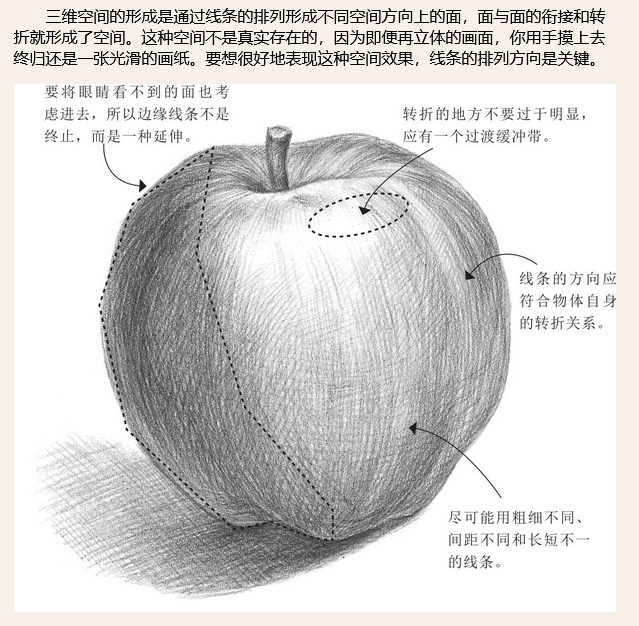 三维空间的形成是通过线条的排列形成不同空间方向上的面，面与面的衔接和转
折就形成了空间。这种空间不是真实存在的，因为即便再立体的画面，你用手摸上去
终归还是一张光滑的画纸。要想很好地表现这种空间效果，线条的排列方向是关键。
要将眼睛看不到的面也考
虑进去，所以边缘线条不是
终止，而是一种延伸。
转折的地方不要过于明显，
应有一个过渡缓冲带。
线条的方向应
符合物体自身
的转折关系。
尽可能用粗细不同、
间距不同和长短不一
的线条。